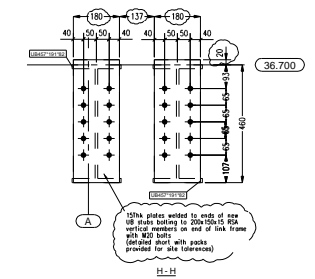 180
137
180
40
50
50
40
40
50
50
40
20
UB457*191*82
36.700
93
65
65
65
65
460
107
UB457*191*82
A
15Thk plates welded to ends of new
UB stubs bolting to 200x150x15 RSA
vertical members on end of link frame
with M20 bolts
(detailed short with packs
provided for site tolerances)
H - H